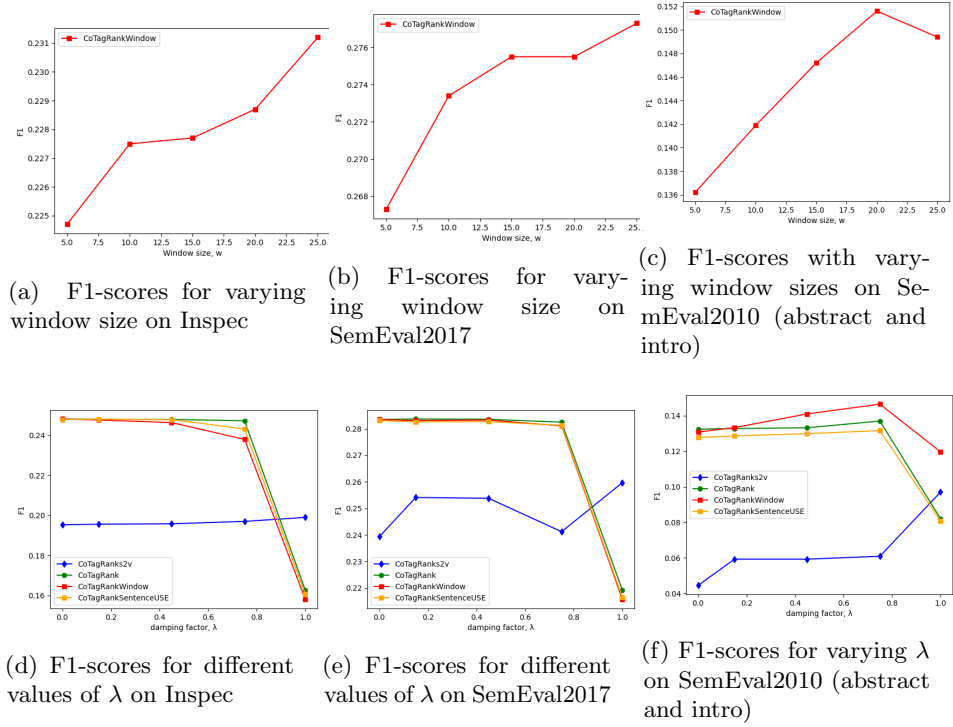 CoTagRankWindow
0.231
0.230
0.229
0.228
0.227
0.226
0.225
F1
5.0 7.5 10.0 12.5 15.0 17.5 20.0 22.5 25.0
Window size, w
(a) F1-scores for varying
window size on Inspec
CoTagRankWindow
0.276
0.274
0.272
0.270
0.268
F1
5.0 7.5 10.0 12.5 15.0 17.5 20.0 22.5 25.
Window size, w
(b) F1-scores for vary-
ing window size on
SemEval2017
CoTagRankWindow
0.152
0.150
0.148
0.146
0.144
0.142
0.140
0.138
0.136
F1
5.0 7.5 10.0 12.5 15.0 17.5 20.0 22.5 25.0
Window size, w
(c) F1-scores with vary-
ing window sizes on Se-
mEval2010 (abstract and
intro)
0.24
0.22
0.20
0.18
0.16
F1
CoTagRanks2v
CoTagRank
CoTagRankWindow
CoTagRankSentenceUSE
0.0 0.2 0.4 0.6 0.8 1.0
damping factor, λ
(d) F1-scores for different
values of λ on Inspec
0.28
0.26
0.24
0.22
F1
CoTagRanks2v
CoTagRank
CoTagRankWindow
CoTagRankSentenceUSE
0.0 0.2 0.4 0.6 0.8 1.0
damping factor, λ
(e) F1-scores for different
values of λ on SemEval2017
0.14
0.12
0.10
0.08
0.06
0.04
F1
CoTagRanks2v
CoTagRank
CoTagRankWindow
CoTagRankSentenceUSE
0.0 0.2 0.4 0.6 0.8 1.0
damping factor, λ
(f) F1-scores for varying λ
on SemEval2010 (abstract
and intro)